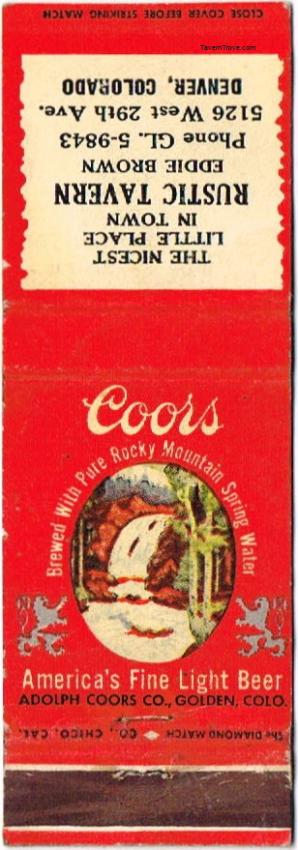 CLOSE COVER BEFORE STRIKING MATCH
TavernTrove.com
THE NICEST
LITTLE PLACE
IN TOWN
RUSTIC TAVERN
EDDIE BROWN
Phone GL. 5-9843
5126 West 29th Ave.
DENVER, COLORADO
Coors
Brewed With Pure Rocky Mountain Spring Water
America's Fine Light Beer
ADOLPH COORS CO., GOLDEN, COLO.
The DIAMOND MATCH CO., CHICO, CAL.